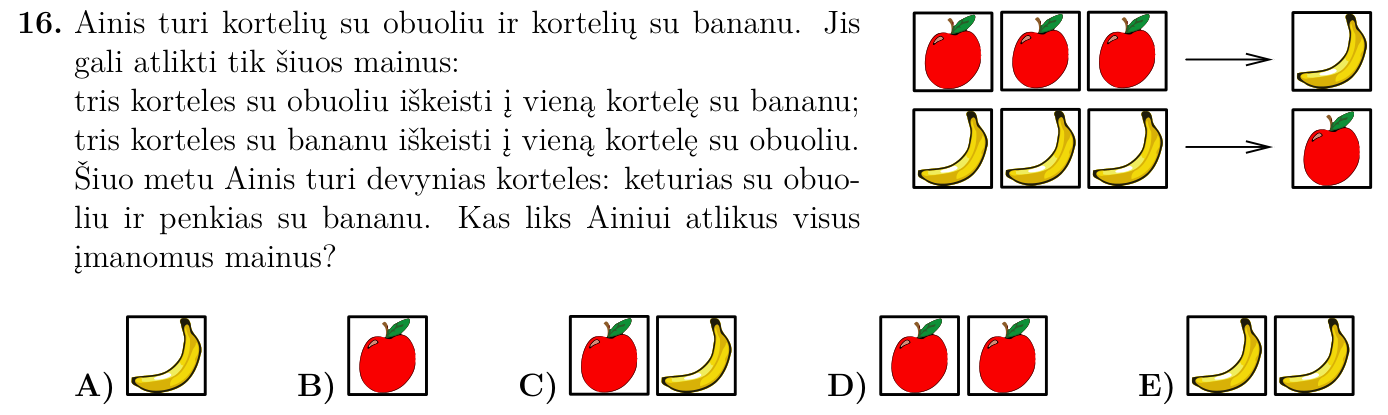 16. Ainis turi kortelių su obuoliu ir kortelių su bananu. Jis
gali atlikti tik šiuos mainus:
tris korteles su obuoliu iškeisti į vieną kortelę su bananu;
tris korteles su bananu iškeisti į vieną kortelę su obuoliu.
Šiuo metu Ainis turi devynias korteles: keturias su obuo-
liu ir penkias su bananu. Kas liks Ainiui atlikus visus
įmanomus mainus?
A) B) C) D) E)